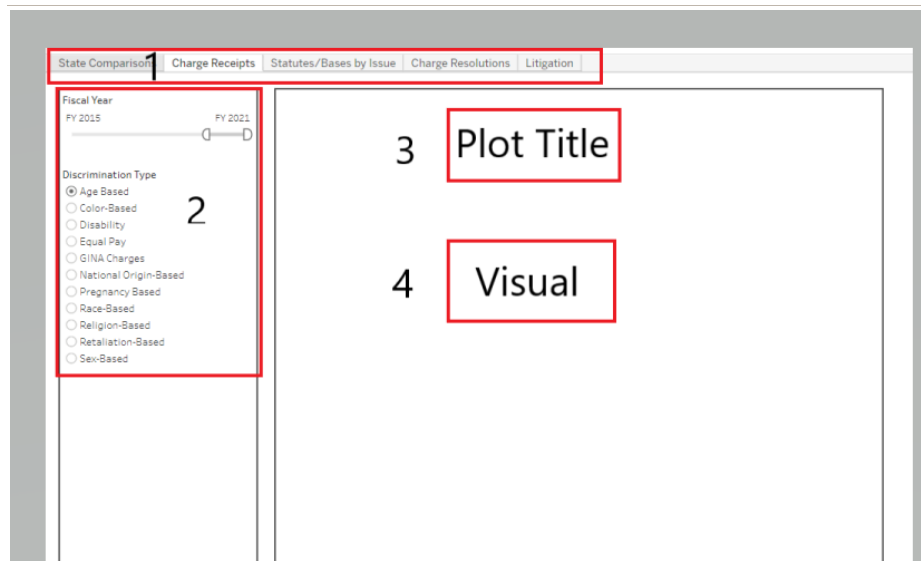 State Comparisons Charge Receipts Statutes/Bases by Issue Charge Resolutions Litigation
1
Fiscal Year
FY 2015 FY 2021
Discrimination Type
Age Based
Color-Based
Disability
Equal Pay
GINA Charges
National Origin-Based
Pregnancy Based
Race-Based
Religion-Based
Retaliation-Based
Sex-Based
2
3 Plot Title
4 Visual